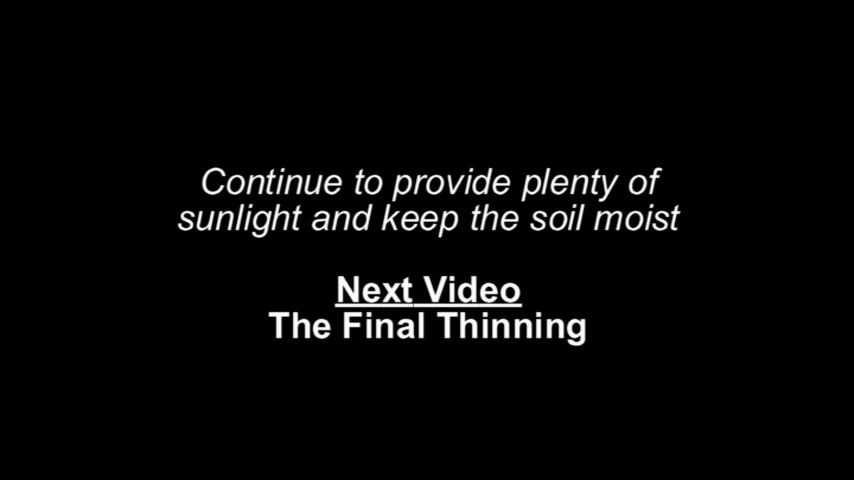 Continue to provide plenty of
sunlight and keep the soil moist
Next Video
The Final Thinning